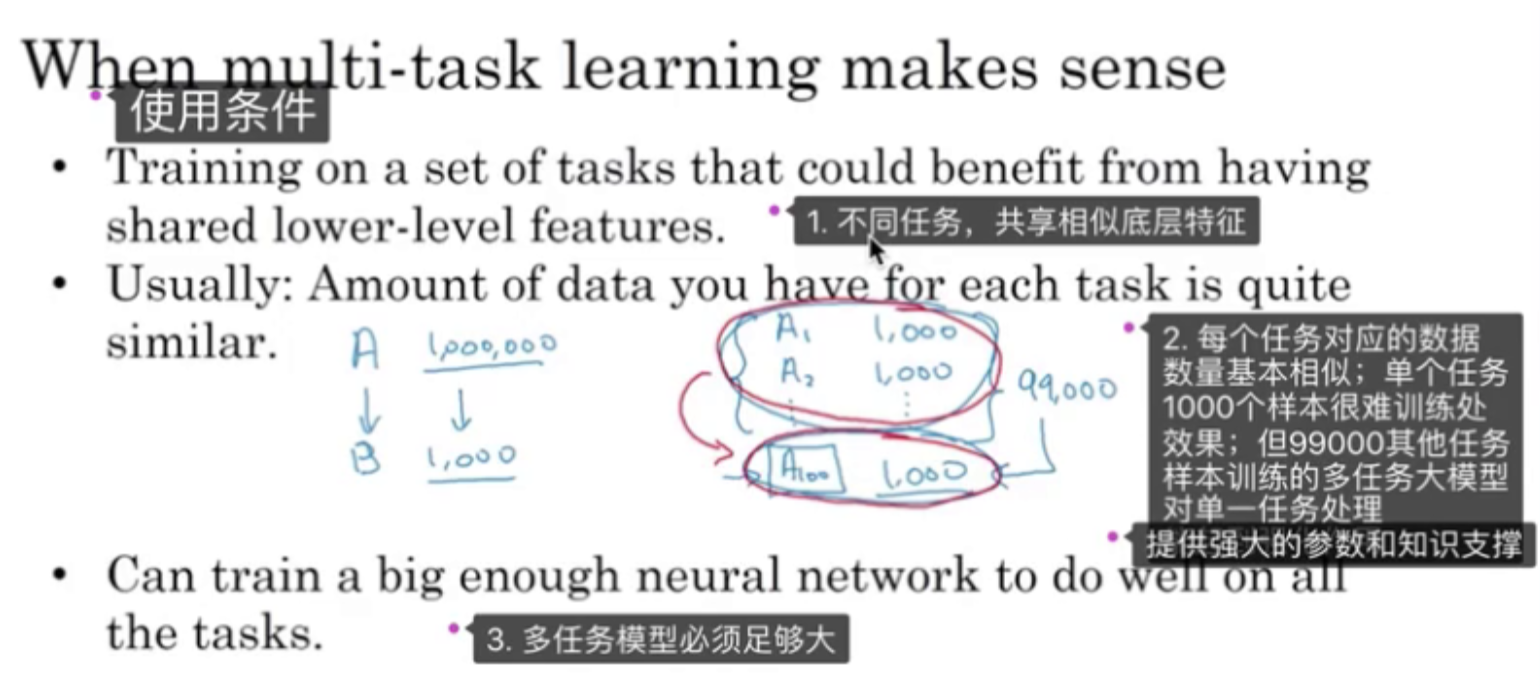 When multi-task learning makes sense
使用条件
• Training on a set of tasks that could benefit from having
shared lower-level features.
1. 不同任务，共享相似底层特征
• Usually: Amount of data you have for each task is quite
similar.
A 1,000,000
B 1,000
A₁ 1,000
A₂ 1,000
99,000
A₁₀₀ 1,000
2. 每个任务对应的数据
数量基本相似；单个任务
1000个样本很难训练处
效果；但99000其他任务
样本训练的多任务大模型
对单一任务处理
提供强大的参数和知识支撑
• Can train a big enough neural network to do well on all
the tasks.
3. 多任务模型必须足够大